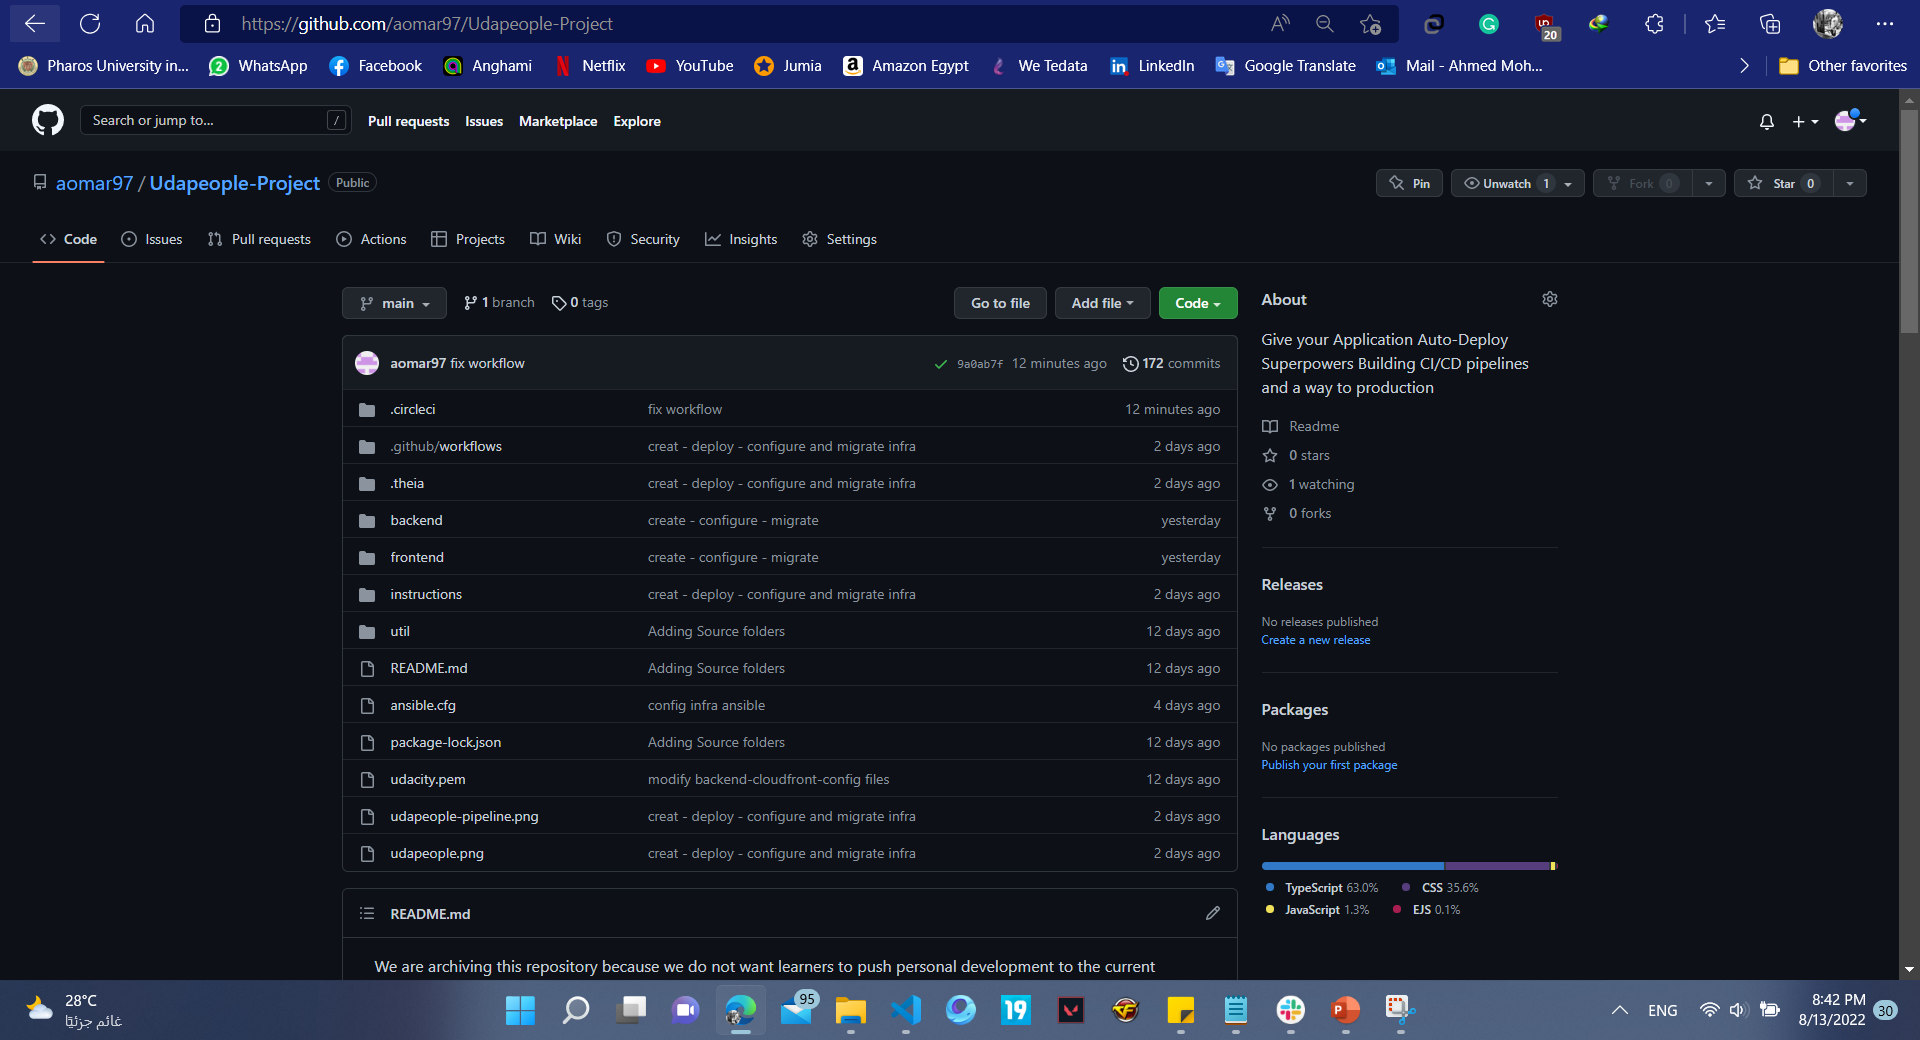 https://github.com/aomar97/Udapeople-Project
20
Pharos University in... WhatsApp Facebook Anghami Netflix YouTube Jumia Amazon Egypt We Tedata LinkedIn Google Translate Mail - Ahmed Moh... Other favorites
Search or jump to... / Pull requests Issues Marketplace Explore
aomar97 / Udapeople-Project Public Pin Unwatch 1 Fork 0 Star 0
Code Issues Pull requests Actions Projects Wiki Security Insights Settings
main 1 branch 0 tags Go to file Add file Code
aomar97 fix workflow 9a0ab7f 12 minutes ago 172 commits
.circleci fix workflow 12 minutes ago
.github/workflows creat - deploy - configure and migrate infra 2 days ago
.theia creat - deploy - configure and migrate infra 2 days ago
backend create - configure - migrate yesterday
frontend create - configure - migrate yesterday
instructions creat - deploy - configure and migrate infra 2 days ago
util Adding Source folders 12 days ago
README.md Adding Source folders 12 days ago
ansible.cfg config infra ansible 4 days ago
package-lock.json Adding Source folders 12 days ago
udacity.pem modify backend-cloudfront-config files 12 days ago
udapeople-pipeline.png creat - deploy - configure and migrate infra 2 days ago
udapeople.png creat - deploy - configure and migrate infra 2 days ago
README.md
We are archiving this repository because we do not want learners to push personal development to the current
About
Give your Application Auto-Deploy
Superpowers Building CI/CD pipelines
and a way to production
Readme
0 stars
1 watching
0 forks
Releases
No releases published
Create a new release
Packages
No packages published
Publish your first package
Languages
TypeScript 63.0% CSS 35.6%
JavaScript 1.3% EJS 0.1%
28°C
غائم جزئيًا
95
19
ENG
8:42 PM
8/13/2022
30